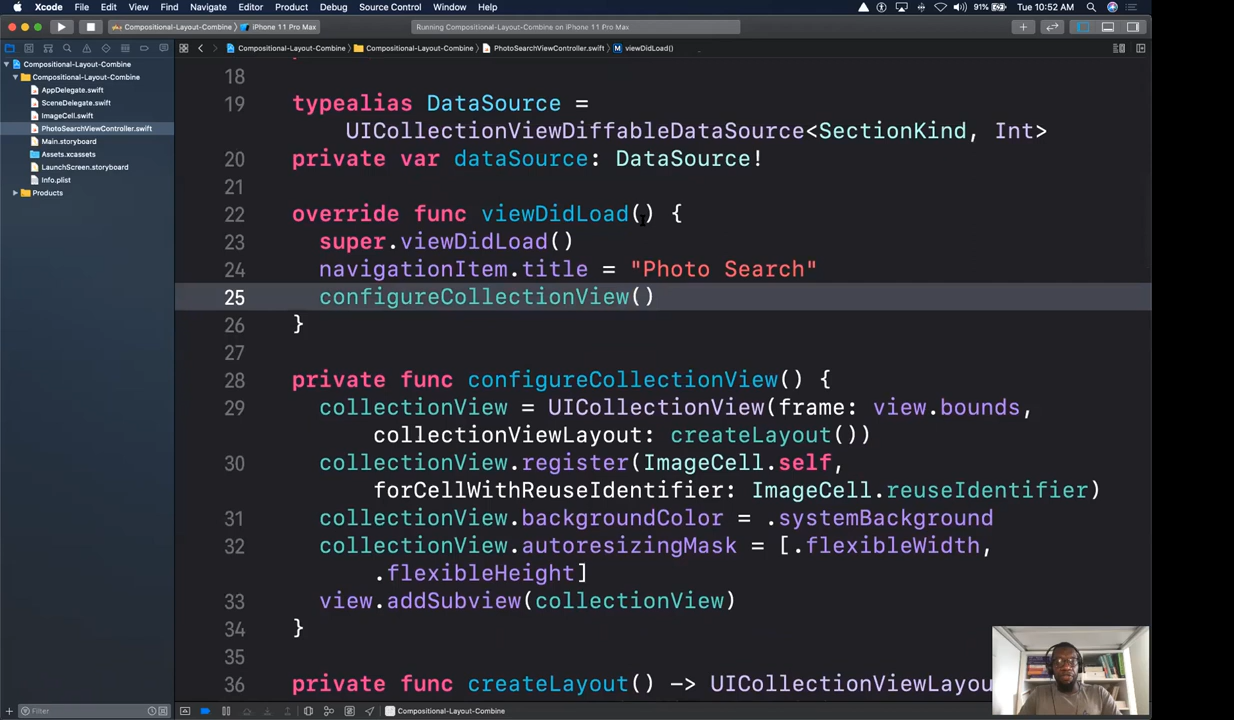 Xcode File Edit View Find Navigate Editor Product Debug Source Control Window Help 91% Tue 10:52 AM
Compositional-Layout-Combine iPhone 11 Pro Max Running Compositional-Layout-Combine on iPhone 11 Pro Max
Compositional-Layout-Combine Compositional-Layout-Combine PhotoSearchViewController.swift M viewDidLoad()
Compositional-Layout-Combine
Compositional-Layout-Combine
AppDelegate.swift
SceneDelegate.swift
ImageCell.swift
PhotoSearchViewController.swift
Main.storyboard
Assets.xcassets
LaunchScreen.storyboard
Info.plist
Products
18
19 typealias DataSource =
UICollectionViewDiffableDataSource<SectionKind, Int>
20 private var dataSource: DataSource!
21
22 override func viewDidLoad() {
23 super.viewDidLoad()
24 navigationItem.title = "Photo Search"
25 configureCollectionView()
26 }
27
28 private func configureCollectionView() {
29 collectionView = UICollectionView(frame: view.bounds,
collectionViewLayout: createLayout())
30 collectionView.register(ImageCell.self,
forCellWithReuseIdentifier: ImageCell.reuseIdentifier)
31 collectionView.backgroundColor = .systemBackground
32 collectionView.autoresizingMask = [.flexibleWidth,
.flexibleHeight]
33 view.addSubview(collectionView)
34 }
35
36 private func createLayout() -> UICollectionViewLayou
Filter Compositional-Layout-Combine